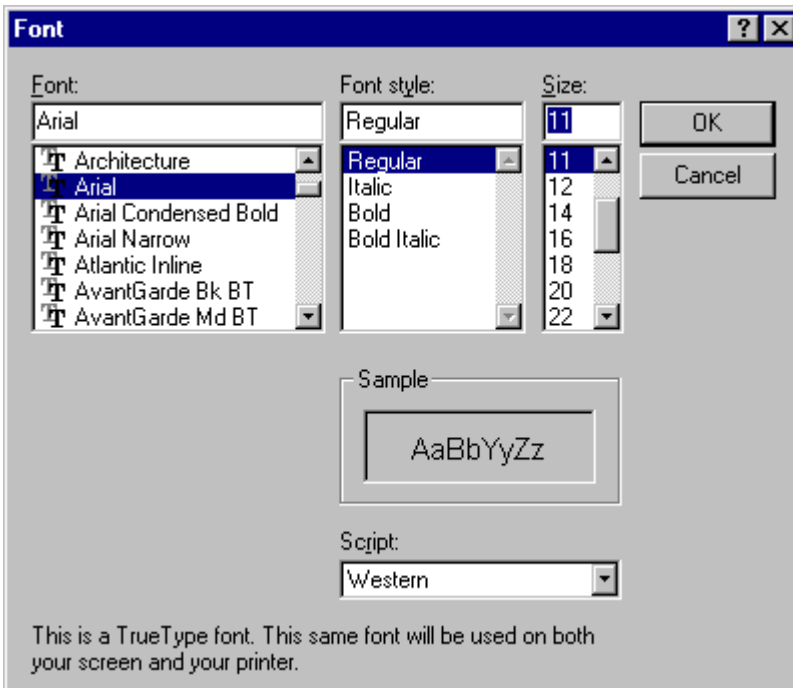 Font
Font:
Font style:
Size:
Arial
Regular
11
OK
Cancel
Architecture
Arial
Arial Condensed Bold
Arial Narrow
Atlantic Inline
AvantGarde Bk BT
AvantGarde Md BT
Regular
Italic
Bold
Bold Italic
11
12
14
16
18
20
22
Sample
AaBbYyZz
Script:
Western
This is a TrueType font. This same font will be used on both
your screen and your printer.